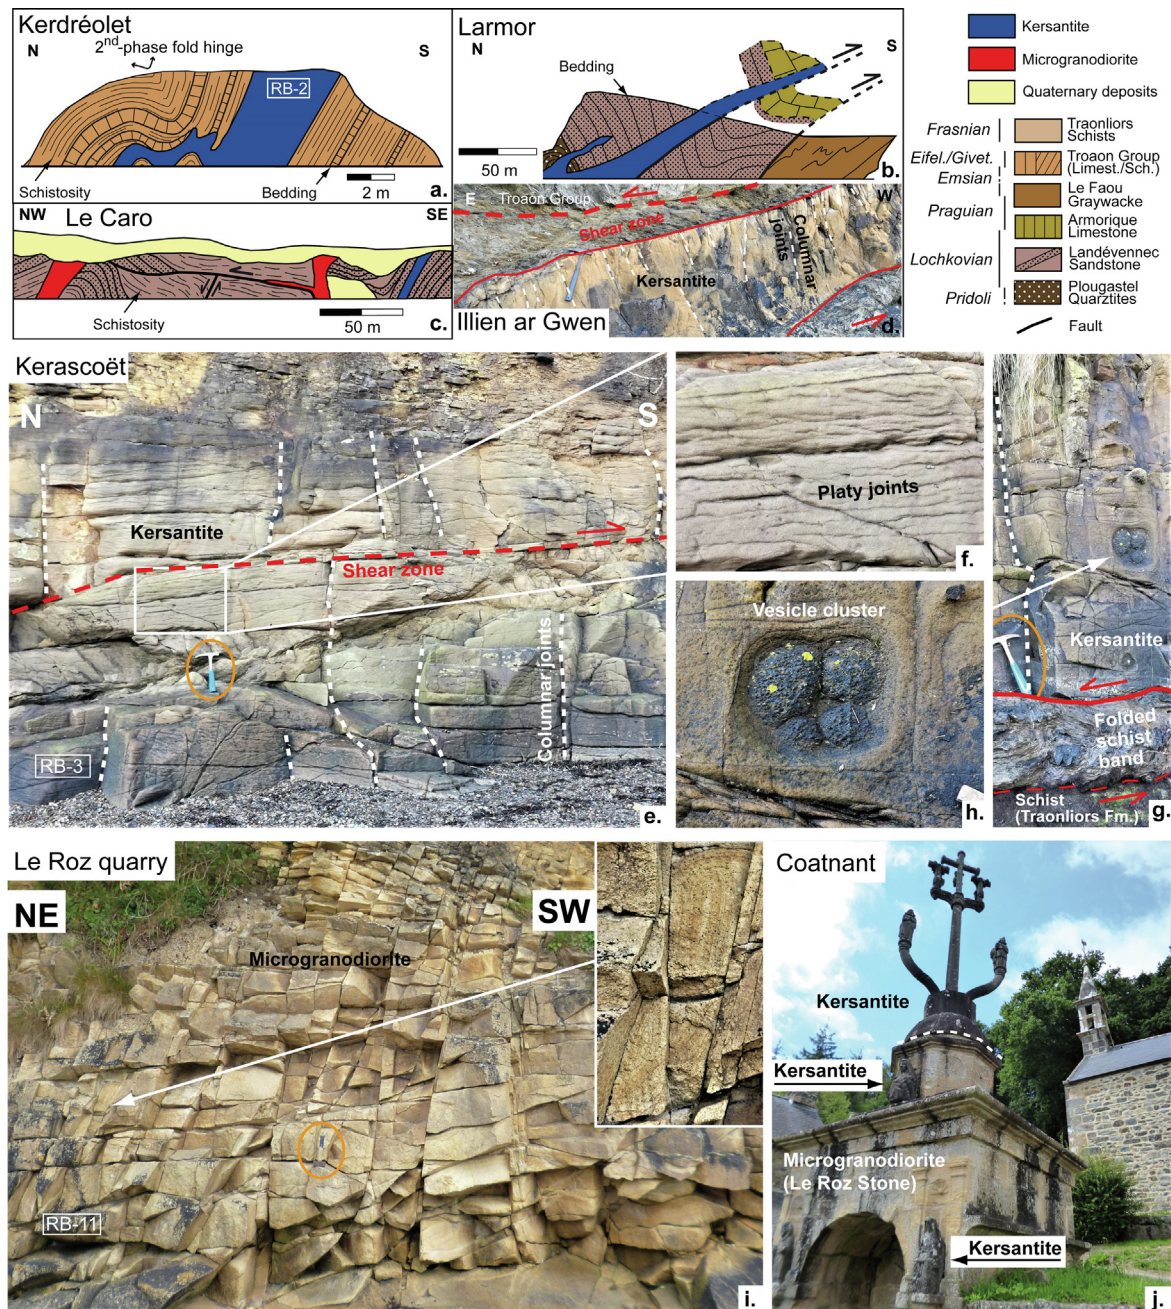 Kerdréolet
N
2nd-phase fold hinge
S
RB-2
Schistosity
Bedding
2 m
a.
Larmor
N
S
Bedding
50 m
b.
Kersantite
Microgranodiorite
Quaternary deposits
Frasnian
Traonliors
Schists
Eifel./Givet.
Troaon Group
(Limest./Sch.)
Emsian
Le Faou
Graywacke
Praguian
Armorique
Limestone
Lochkovian
Landévennec
Sandstone
Pridoli
Plougastel
Quarztites
Fault
NW
Le Caro
SE
Schistosity
50 m
c.
E
Troaon Group
W
Shear zone
Columnar
joints
Kersantite
Illien ar Gwen
d.
Kerascoët
N
S
Kersantite
Shear zone
Columnar joints
RB-3
e.
Platy joints
f.
Vesicle cluster
h.
Kersantite
Folded
schist
band
Schist
(Traonliors Fm.)
g.
Le Roz quarry
NE
SW
Microgranodiorite
RB-11
i.
Coatnant
Kersantite
Kersantite
Microgranodiorite
(Le Roz Stone)
Kersantite
j.